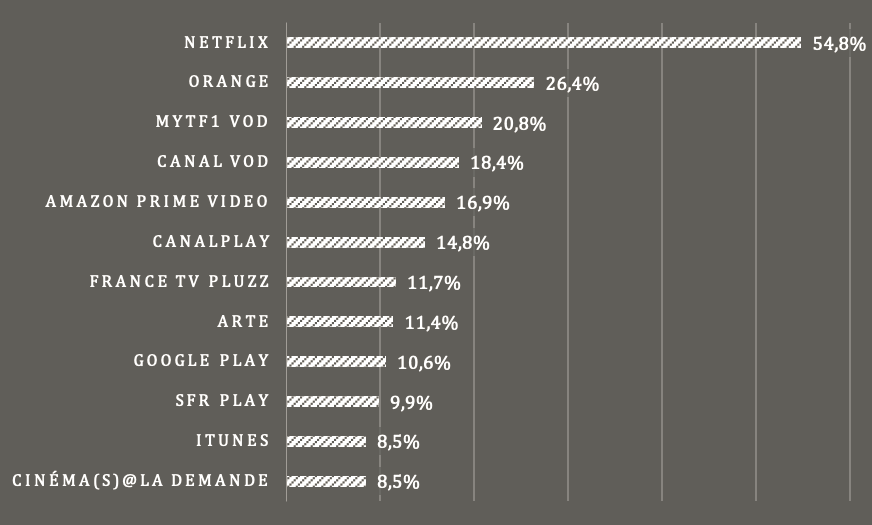 NETFLIX 54,8%
ORANGE 26,4%
MYTF1 VOD 20,8%
CANAL VOD 18,4%
AMAZON PRIME VIDEO 16,9%
CANALPLAY 14,8%
FRANCE TV PLUZZ 11,7%
ARTE 11,4%
GOOGLE PLAY 10,6%
SFR PLAY 9,9%
ITUNES 8,5%
CINÉMA(S)@LA DEMANDE 8,5%